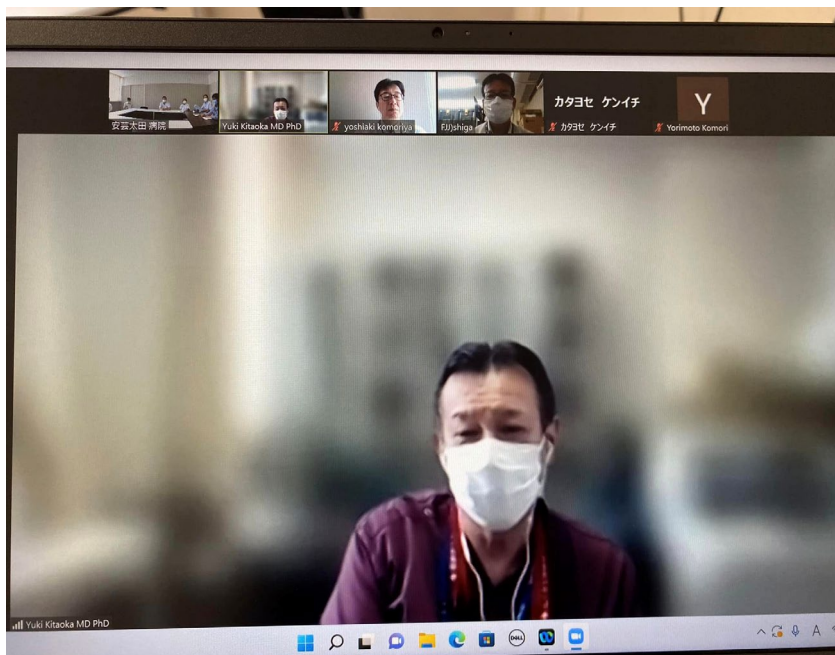 安芸太田 病院
Yuki Kitaoka MD PhD
yoshiaki komoriya
FJJ)shiga
カタヨセ ケンイチ
カタヨセ ケンイチ
Y
Yorimoto Komori
Yuki Kitaoka MD PhD
DELL
A